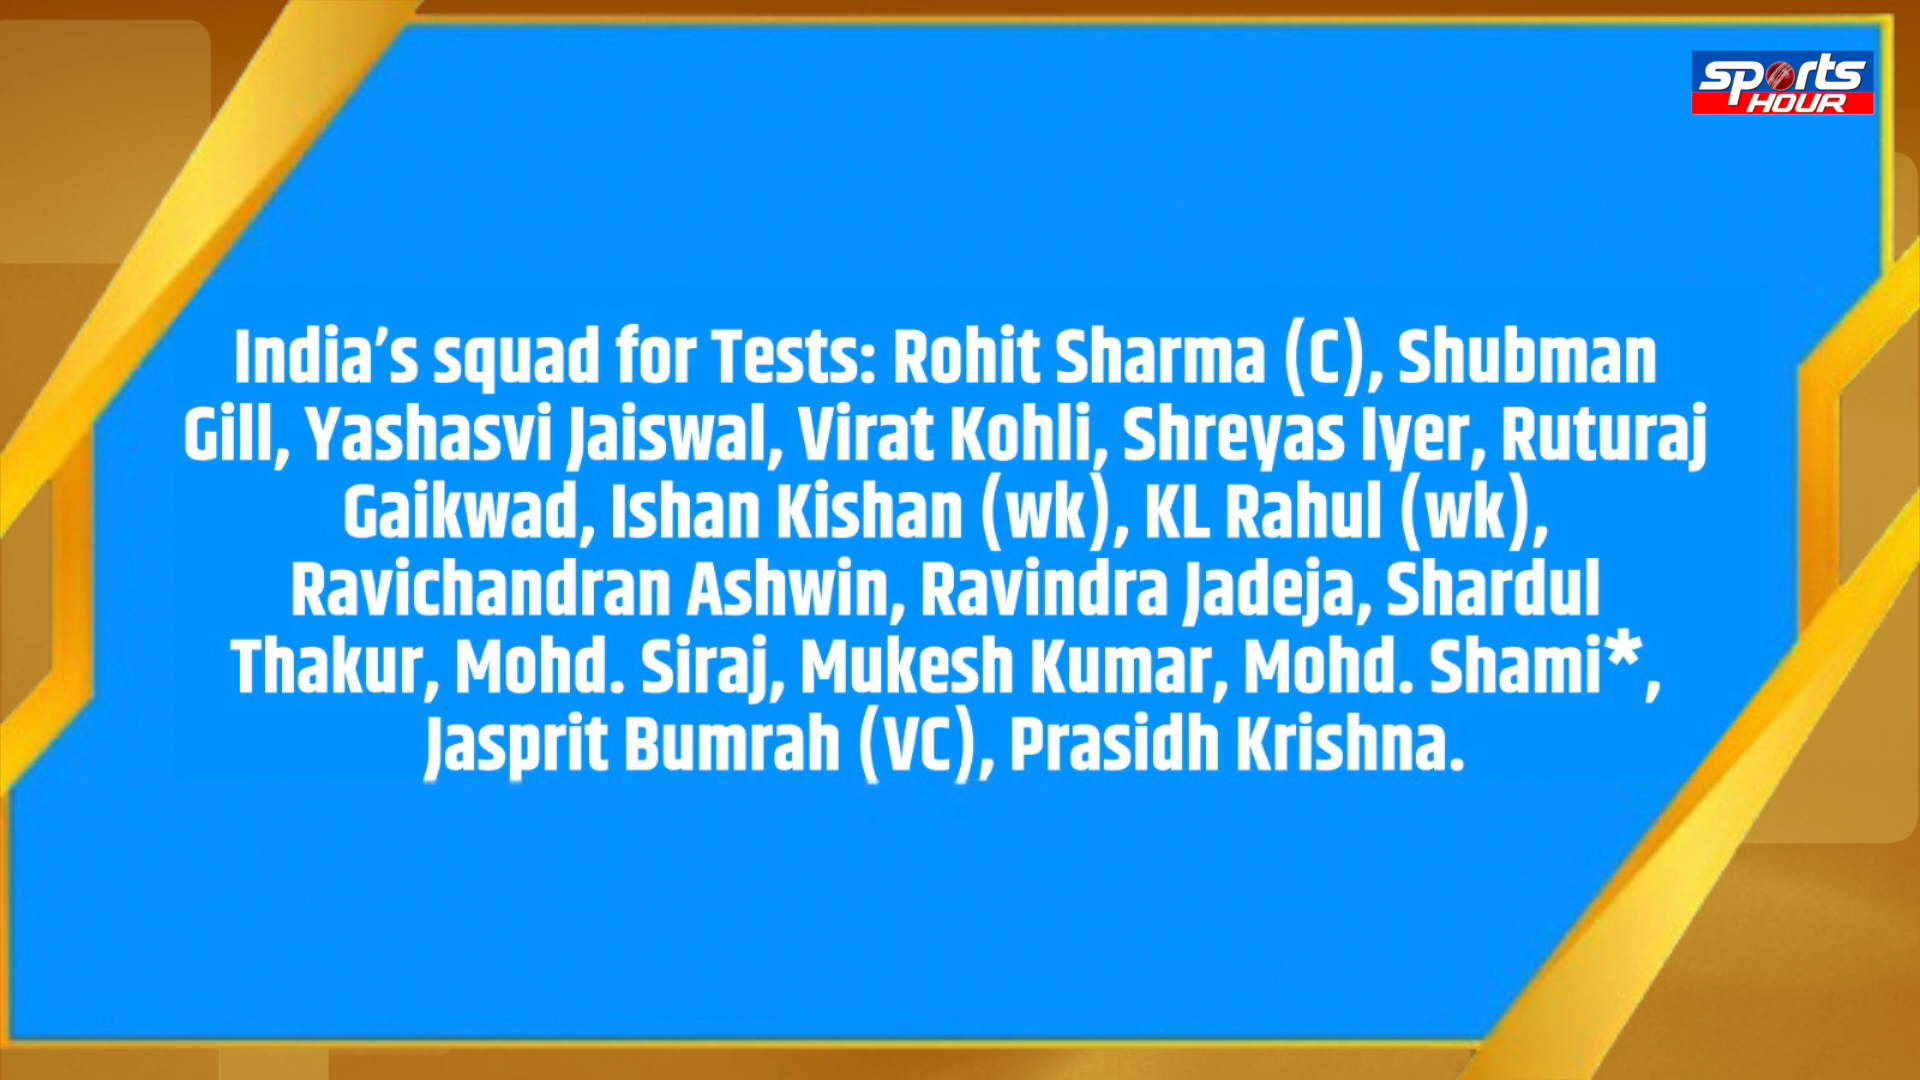 Sports
HOUR
India’s squad for Tests: Rohit Sharma (C), Shubman
Gill, Yashasvi Jaiswal, Virat Kohli, Shreyas Iyer, Ruturaj
Gaikwad, Ishan Kishan (wk), KL Rahul (wk),
Ravichandran Ashwin, Ravindra Jadeja, Shardul
Thakur, Mohd. Siraj, Mukesh Kumar, Mohd. Shami*,
Jasprit Bumrah (VC), Prasidh Krishna.